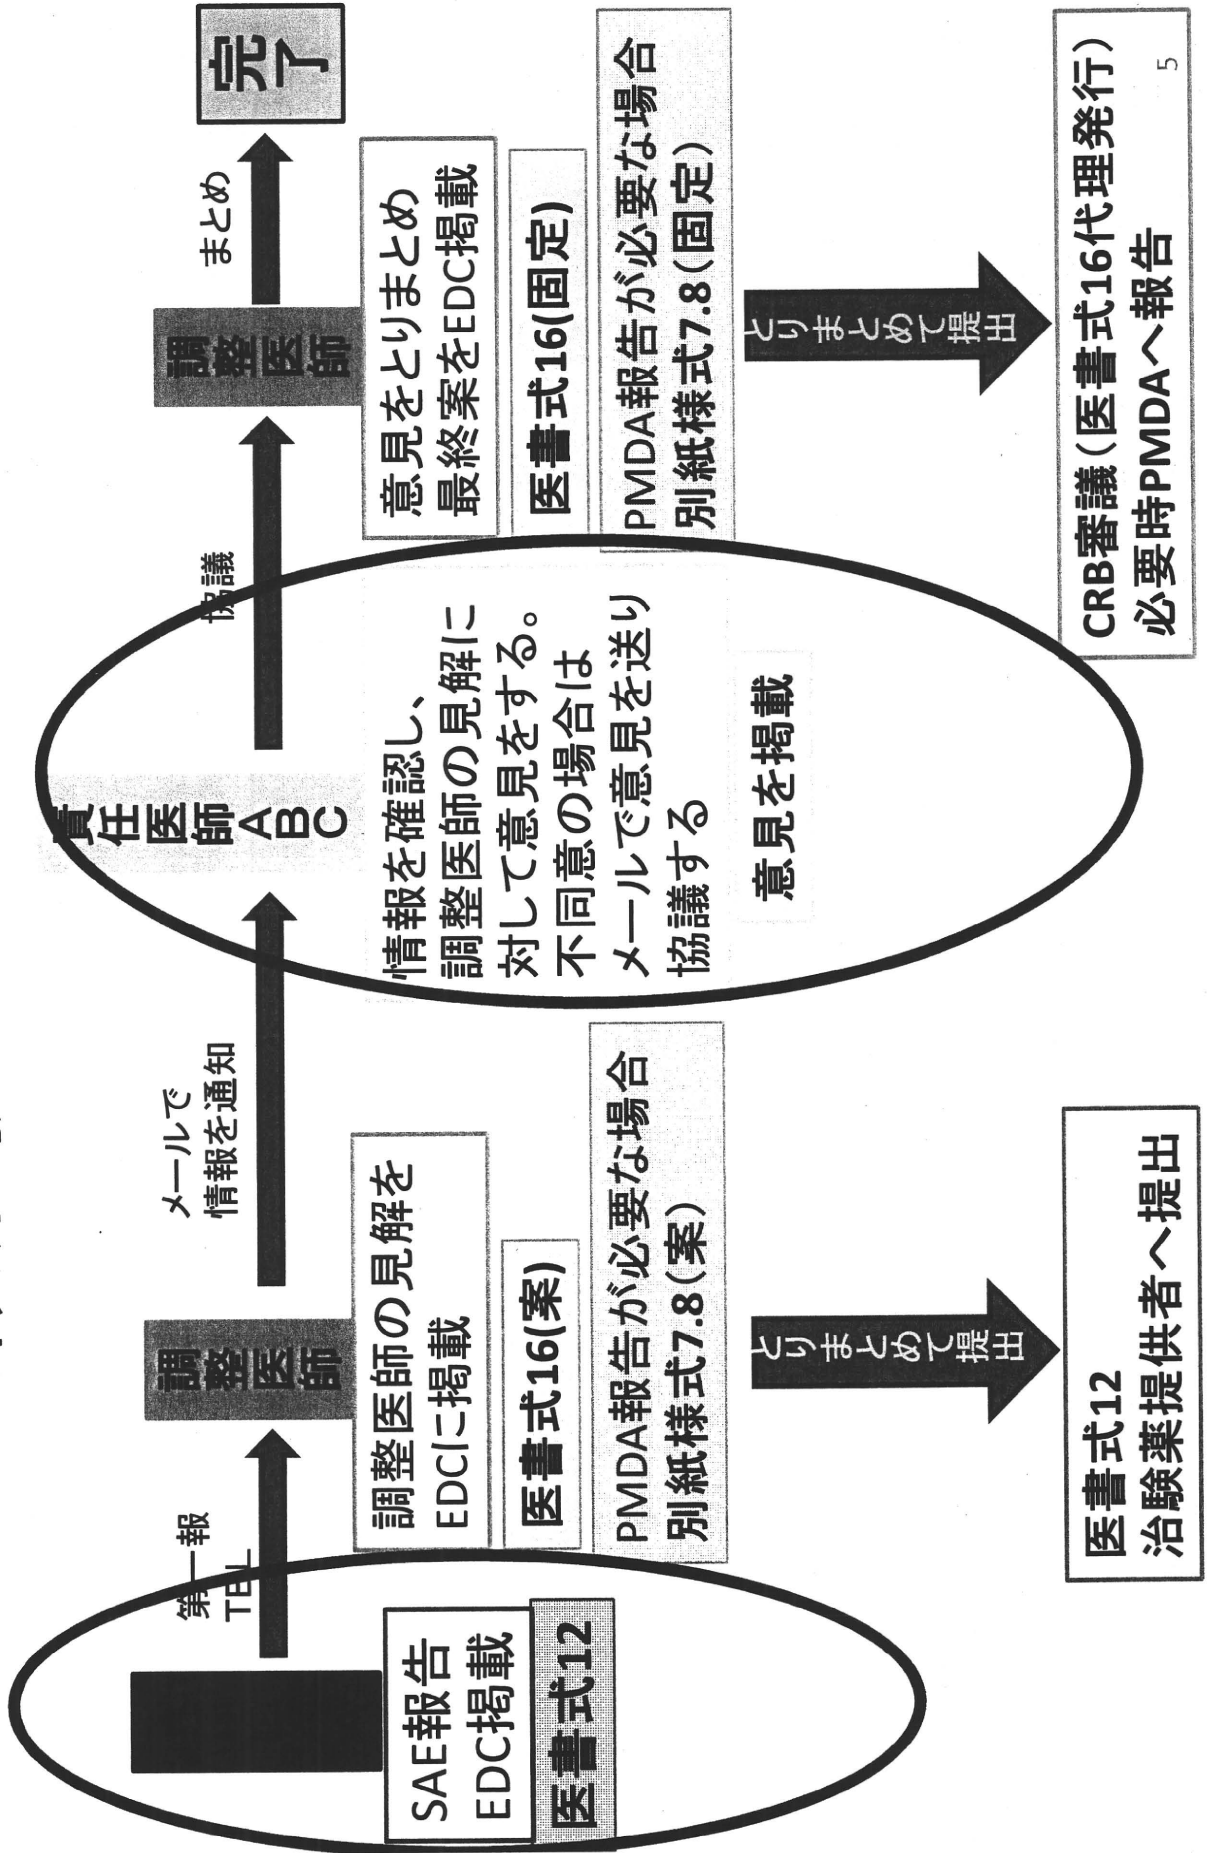 SAE報告
EDC掲載
医書式12
第一報
TEL
調整医師
調整医師の見解を
EDCに掲載
医書式16(案)
PMDA報告が必要な場合
別紙様式7.8(案)
とりまとめて提出
医書式12
治験薬提供者へ提出
メールで
情報を通知
責任医師
A
B
C
情報を確認し、
調整医師の見解に
対して意見をする。
不同意の場合は
メールで意見を送り
協議する
意見を掲載
協議
調整医師
意見をとりまとめ
最終案をEDC掲載
医書式16(固定)
PMDA報告が必要な場合
別紙様式7.8(固定)
とりまとめて提出
CRB審議(医書式16代理発行)
必要時PMDAへ報告
まとめ
完了
5